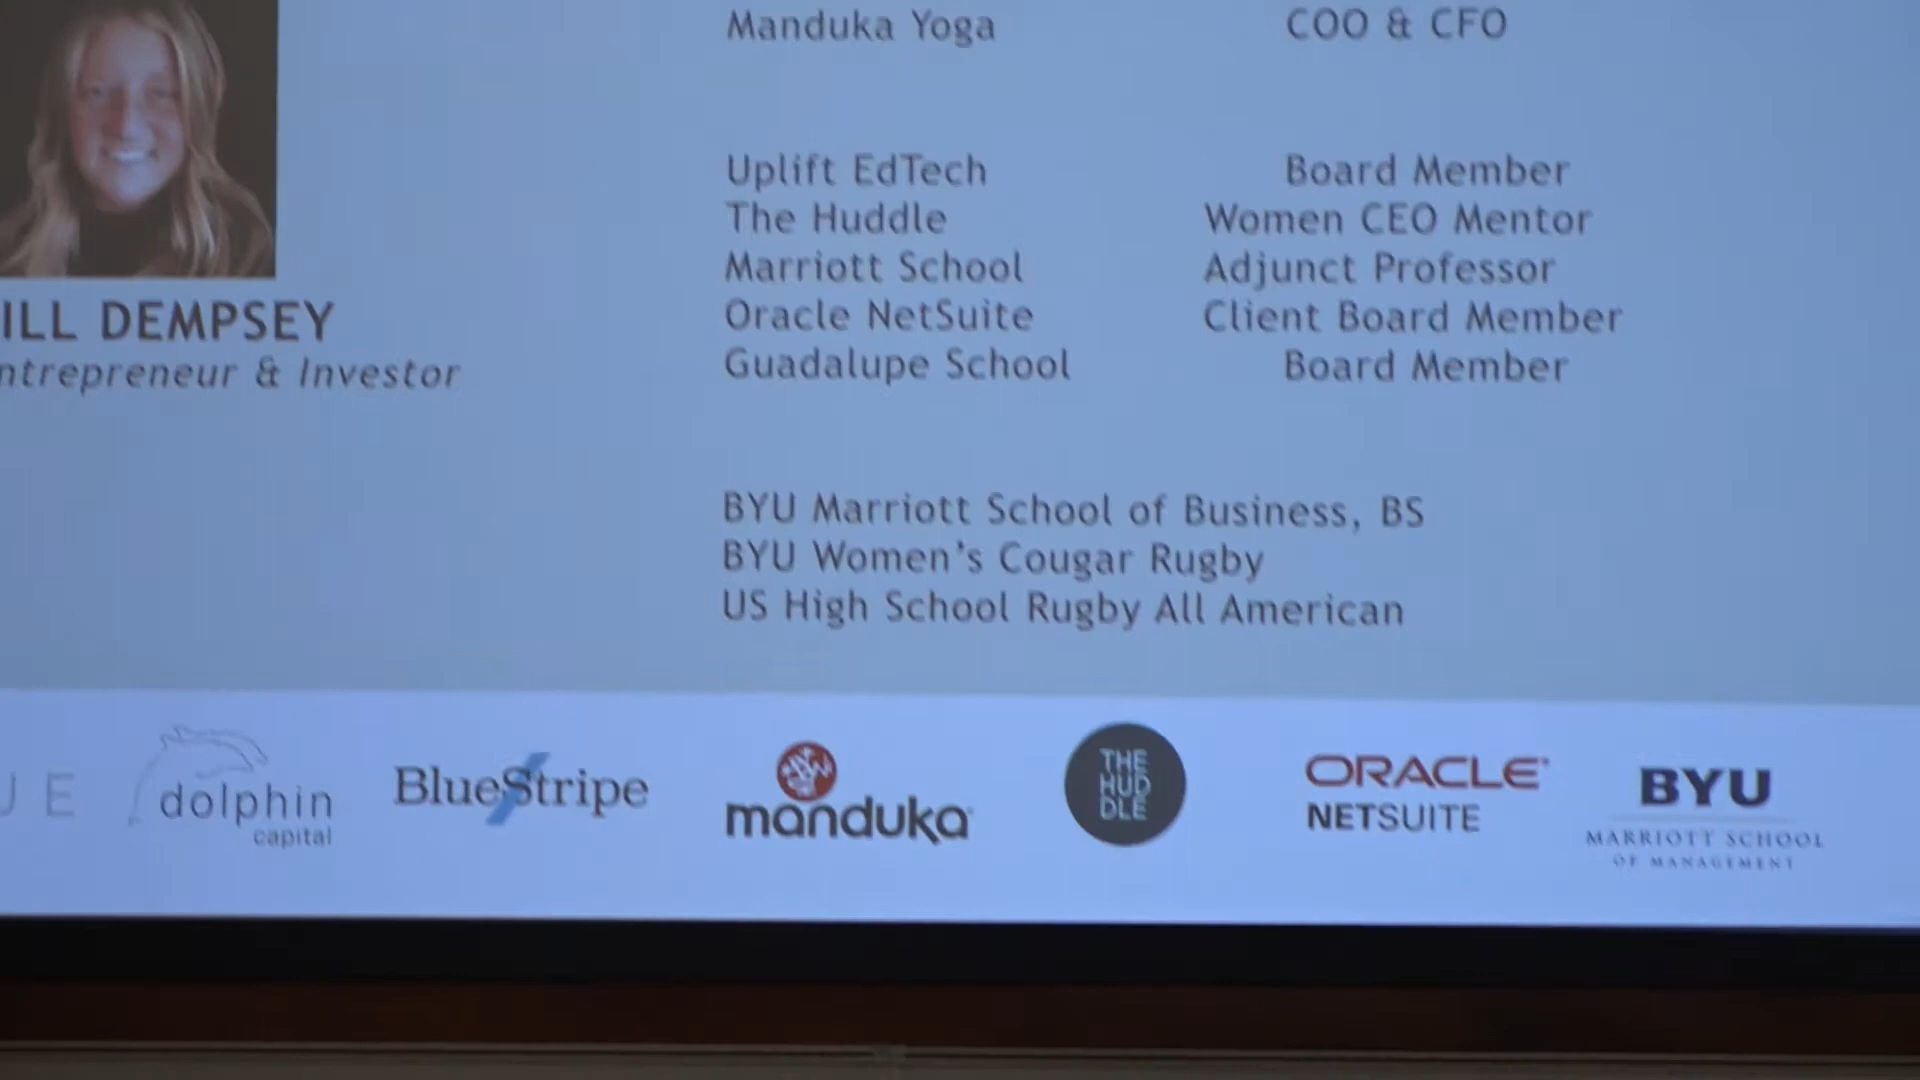 Manduka Yoga COO & CFO
Uplift EdTech Board Member
The Huddle Women CEO Mentor
Marriott School Adjunct Professor
Oracle NetSuite Client Board Member
Guadalupe School Board Member
ILL DEMPSEY
ntrepreneur & Investor
BYU Marriott School of Business, BS
BYU Women's Cougar Rugby
US High School Rugby All American
UE
dolphin
capital
BlueStripe
manduka
THE
HUD
DLE
ORACLE
NETSUITE
BYU
MARRIOTT SCHOOL
OF MANAGEMENT